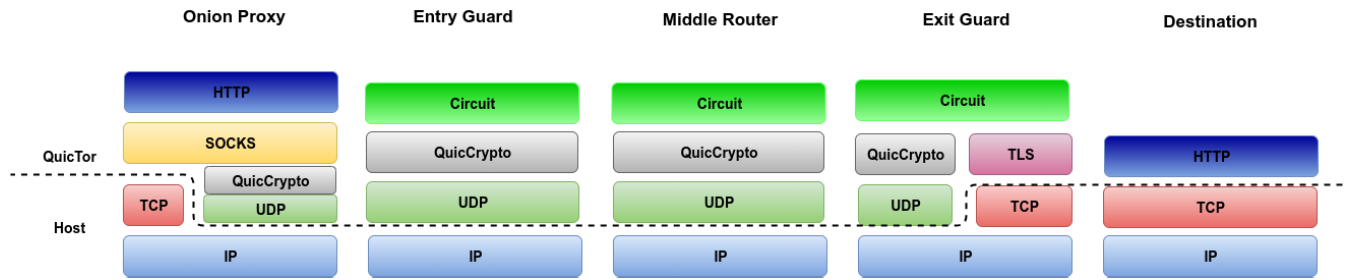 Onion Proxy Entry Guard Middle Router Exit Guard Destination
HTTP
Circuit Circuit Circuit
SOCKS QuicCrypto QuicCrypto QuicCrypto TLS HTTP
QuicTor
QuicCrypto
TCP UDP UDP UDP UDP TCP TCP
Host
IP IP IP IP IP